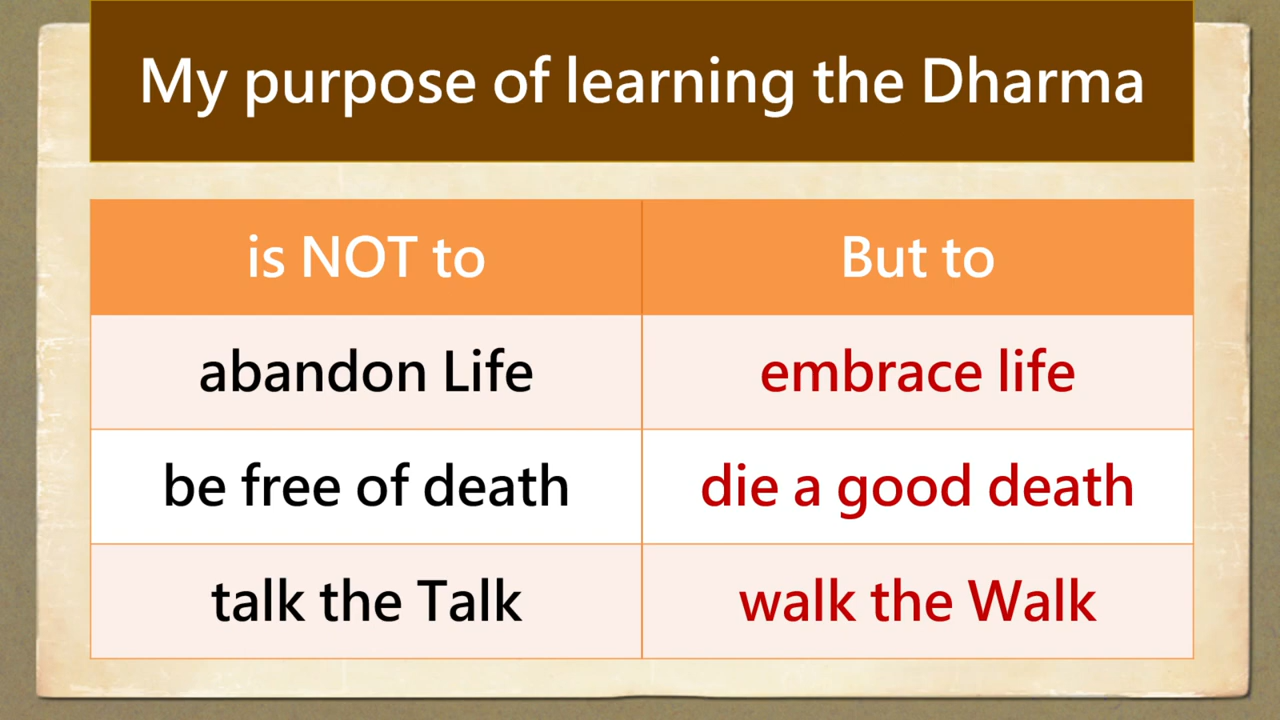 My purpose of learning the Dharma
is NOT to But to
abandon Life embrace life
be free of death die a good death
talk the Talk walk the Walk